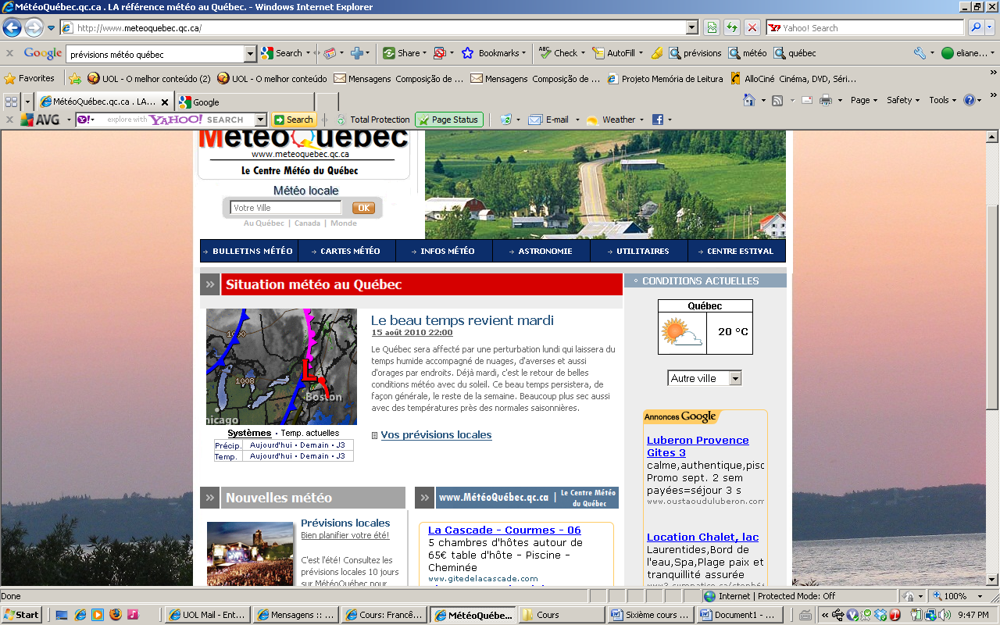 MétéoQuébec.qc.ca . LA référence météo au Québec. - Windows Internet Explorer
http://www.meteoquebec.qc.ca/
Yahoo! Search
Google
prévisions météo québec
Search
Share
Bookmarks
Check
AutoFill
prévisions
météo
québec
eliane...
Favorites
UOL - O melhor conteúdo (2)
UOL - O melhor conteúdo
Mensagens Composição de ...
Mensagens Composição de ...
Projeto Memória de Leitura
AlloCiné Cinéma, DVD, Séri...
MétéoQuébec.qc.ca . LA...
Google
Page
Safety
Tools
AVG
explore with YAHOO! SEARCH
Search
Total Protection
Page Status
E-mail
Weather
MétéoQuébec
www.meteoquebec.qc.ca
Le Centre Météo du Québec
Météo locale
Votre Ville
OK
Au Québec | Canada | Monde
BULLETINS MÉTÉO
CARTES MÉTÉO
INFOS MÉTÉO
ASTRONOMIE
UTILITAIRES
CENTRE ESTIVAL
Situation météo au Québec
1008
L
Boston
hicago
Systèmes · Temp. actuelles
Précip. Aujourd'hui • Demain • J3
Temp. Aujourd'hui • Demain • J3
Le beau temps revient mardi
15 août 2010 22:00
Le Québec sera affecté par une perturbation lundi qui laissera du
temps humide accompagné de nuages, d'averses et aussi
d'orages par endroits. Déjà mardi, c'est le retour de belles
conditions météo avec du soleil. Ce beau temps persistera, de
façon générale, le reste de la semaine. Beaucoup plus sec aussi
avec des températures près des normales saisonnières.
Vos prévisions locales
CONDITIONS ACTUELLES
Québec
20 °C
Autre ville
Annonces Google
Luberon Provence
Gites 3
calme,authentique,pisc
Promo sept. 2 sem
payées=séjour 3 s
www.oustaouduluberon.com
Location Chalet, lac
Laurentides,Bord de
l'eau,Spa,Plage paix et
tranquillité assurée
Nouvelles météo
Prévisions locales
Bien planifier votre été!
C'est l'été! Consultez les
prévisions locales 10 jours
sur MétéoQuébec pour
www.MétéoQuébec.qc.ca | Le Centre Météo
du Québec
La Cascade - Courmes - 06
5 chambres d'hôtes autour de
65€ table d'hôte - Piscine -
Cheminée
www.gitedelacascade.com
Done
Internet | Protected Mode: Off
100%
Start
UOL Mail - Ent...
Mensagens :: ...
Cours: Francê...
MétéoQuébe...
Cours
Sixième cours ...
Document1 - ...
9:47 PM